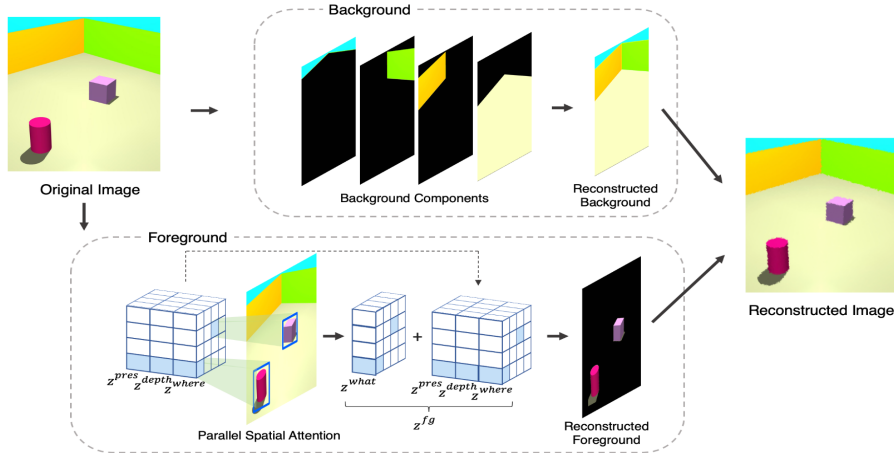 Background
Original Image
Background Components
Reconstructed
Background
Foreground
z^pres z^depth z^where
Parallel Spatial Attention
z^what
+
z^pres z^depth z^where
z^fg
Reconstructed
Foreground
Reconstructed Image